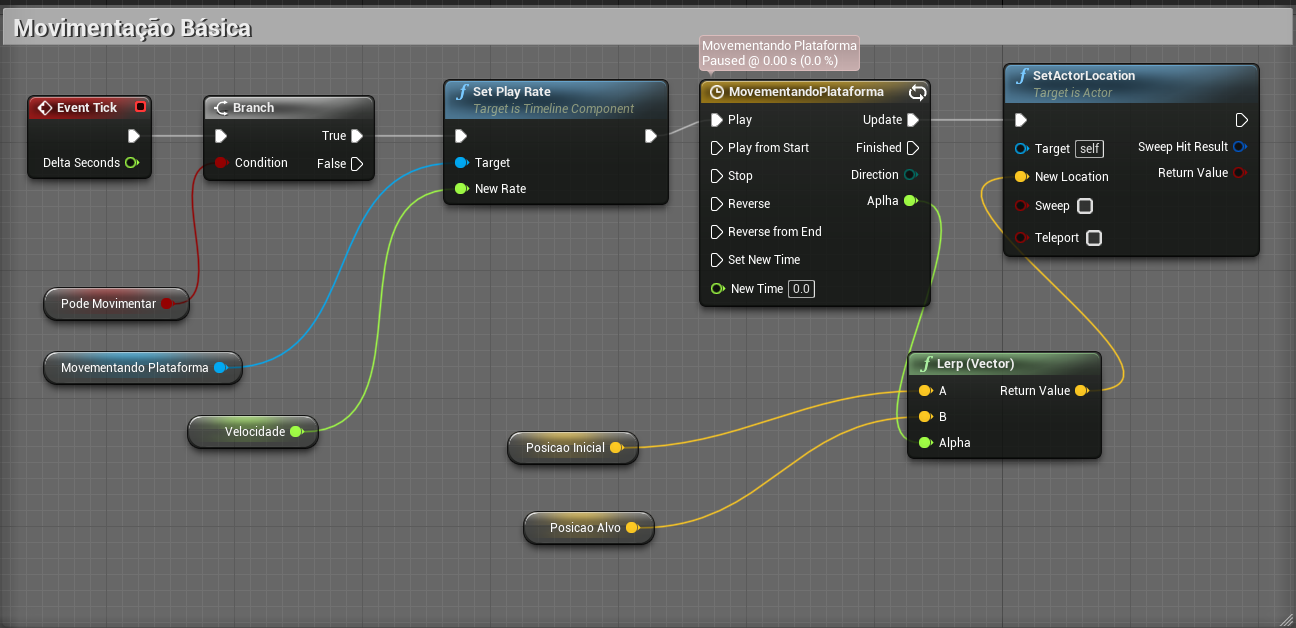 Movimentação Básica
Movementando Plataforma
Paused @ 0.00 s (0.0 %)
Event Tick
Delta Seconds
Branch
True
Condition
False
Set Play Rate
Target is Timeline Component
Target
New Rate
MovementandoPlataforma
Play
Update
Play from Start
Finished
Stop
Direction
Reverse
Aplha
Reverse from End
Set New Time
New Time 0.0
SetActorLocation
Target is Actor
Target self
Sweep Hit Result
New Location
Return Value
Sweep
Teleport
Pode Movimentar
Movementando Plataforma
Velocidade
Posicao Inicial
Posicao Alvo
Lerp (Vector)
A
Return Value
B
Alpha